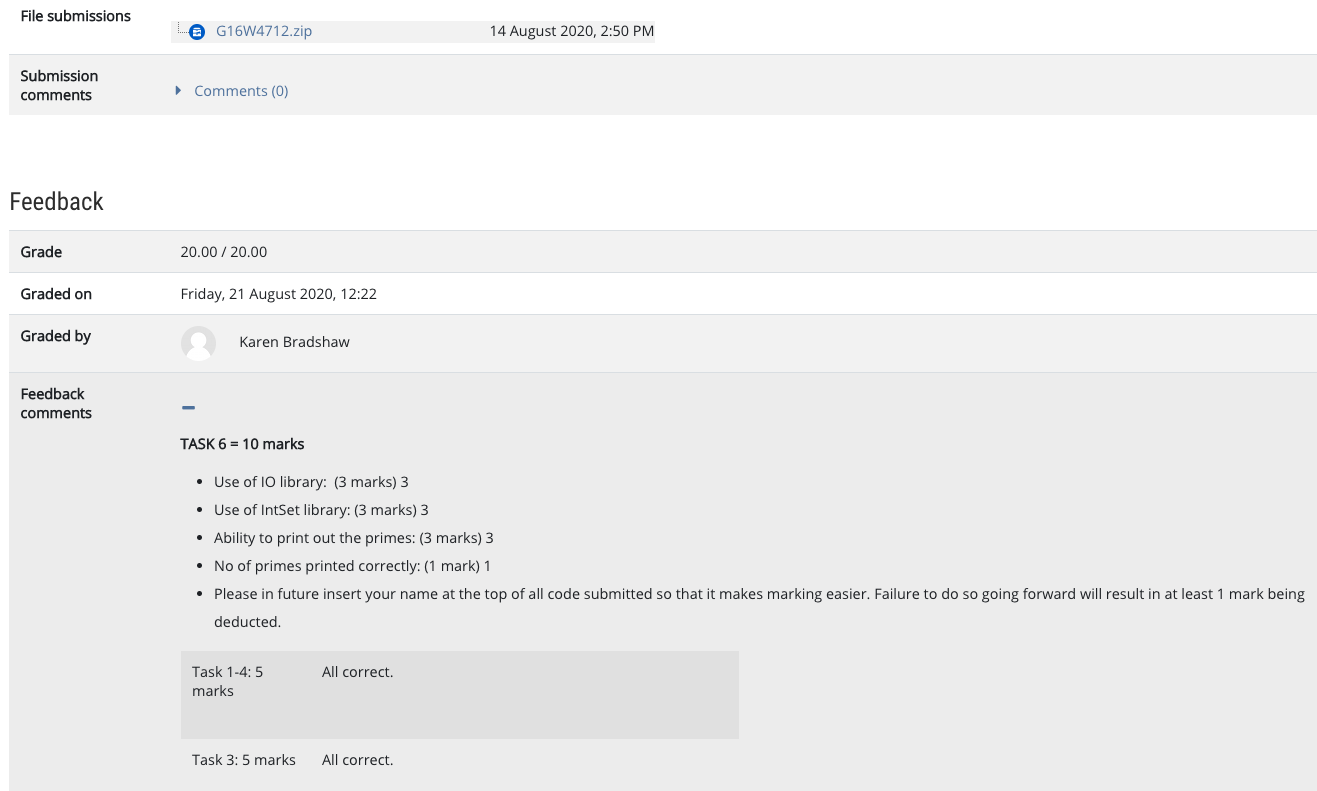 File submissions
G16W4712.zip 14 August 2020, 2:50 PM
Submission
comments
Comments (0)
Feedback
Grade 20.00 / 20.00
Graded on Friday, 21 August 2020, 12:22
Graded by Karen Bradshaw
Feedback
comments
TASK 6 = 10 marks
• Use of IO library:  (3 marks) 3
• Use of IntSet library: (3 marks) 3
• Ability to print out the primes: (3 marks) 3
• No of primes printed correctly: (1 mark) 1
• Please in future insert your name at the top of all code submitted so that it makes marking easier. Failure to do so going forward will result in at least 1 mark being
deducted.
Task 1-4: 5 All correct.
marks
Task 3: 5 marks All correct.